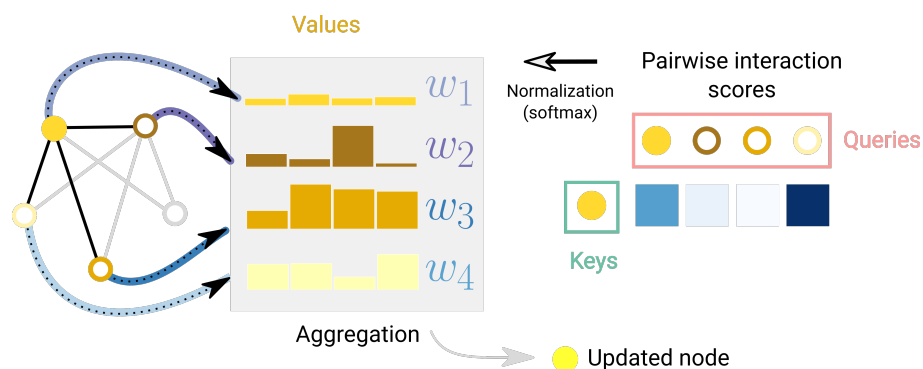 Values
w1
w2
w3
w4
Aggregation
Normalization
(softmax)
Pairwise interaction
scores
Queries
Keys
Updated node